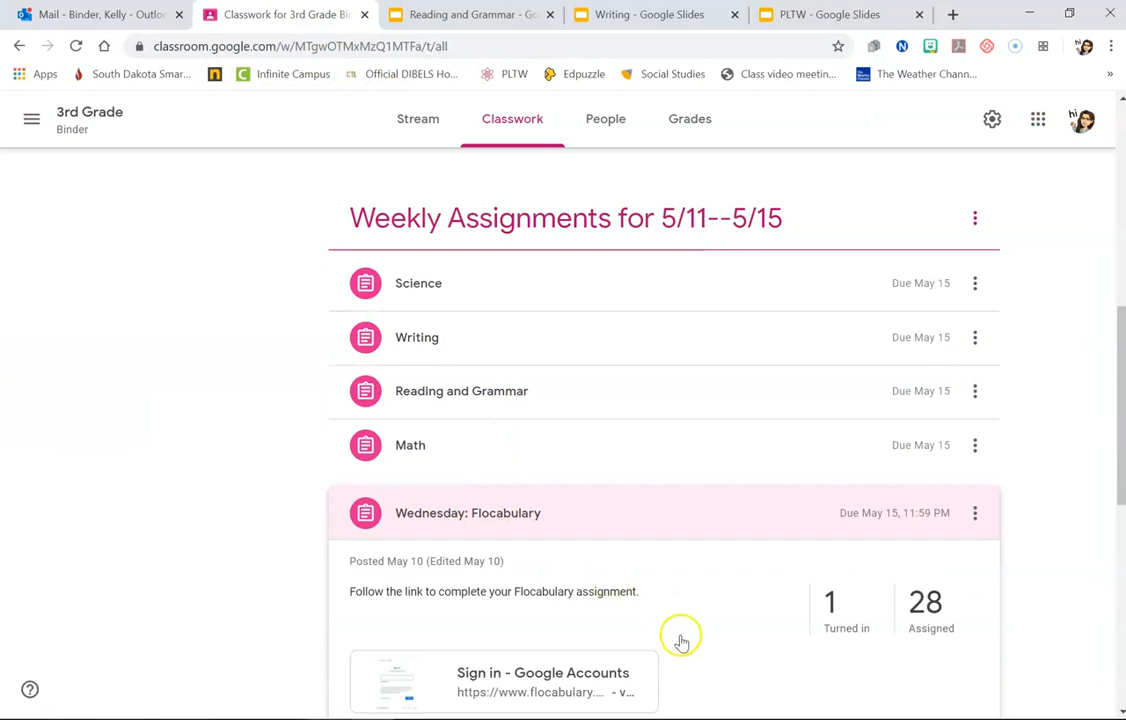 Mail - Binder, Kelly - Outloo
Classwork for 3rd Grade Bi
Reading and Grammar - Go
Writing - Google Slides
PLTW - Google Slides
classroom.google.com/w/MTgwOTMxMzQ1MTFa/t/all
Apps
South Dakota Smar...
Infinite Campus
Official DIBELS Ho...
PLTW
Edpuzzle
Social Studies
Class video meetin...
The Weather Chann...
»
3rd Grade
Binder
Stream
Classwork
People
Grades
hi
Weekly Assignments for 5/11--5/15
Science
Due May 15
Writing
Due May 15
Reading and Grammar
Due May 15
Math
Due May 15
Wednesday: Flocabulary
Due May 15, 11:59 PM
Posted May 10 (Edited May 10)
Follow the link to complete your Flocabulary assignment.
1
Turned in
28
Assigned
Sign in - Google Accounts
https://www.flocabulary.... - v...